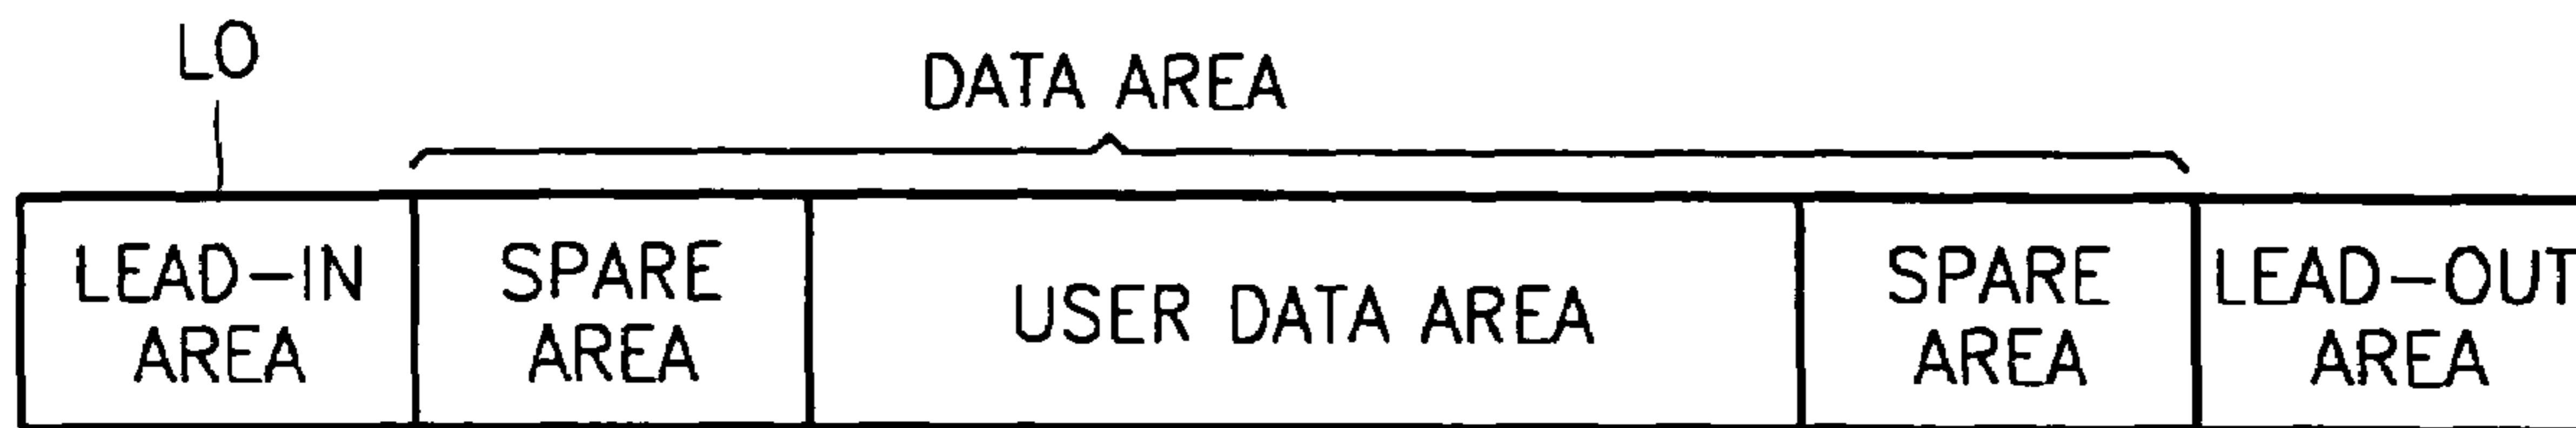 LO
DATA AREA
LEAD-IN
AREA
SPARE
AREA
USER DATA AREA
SPARE
AREA
LEAD-OUT
AREA